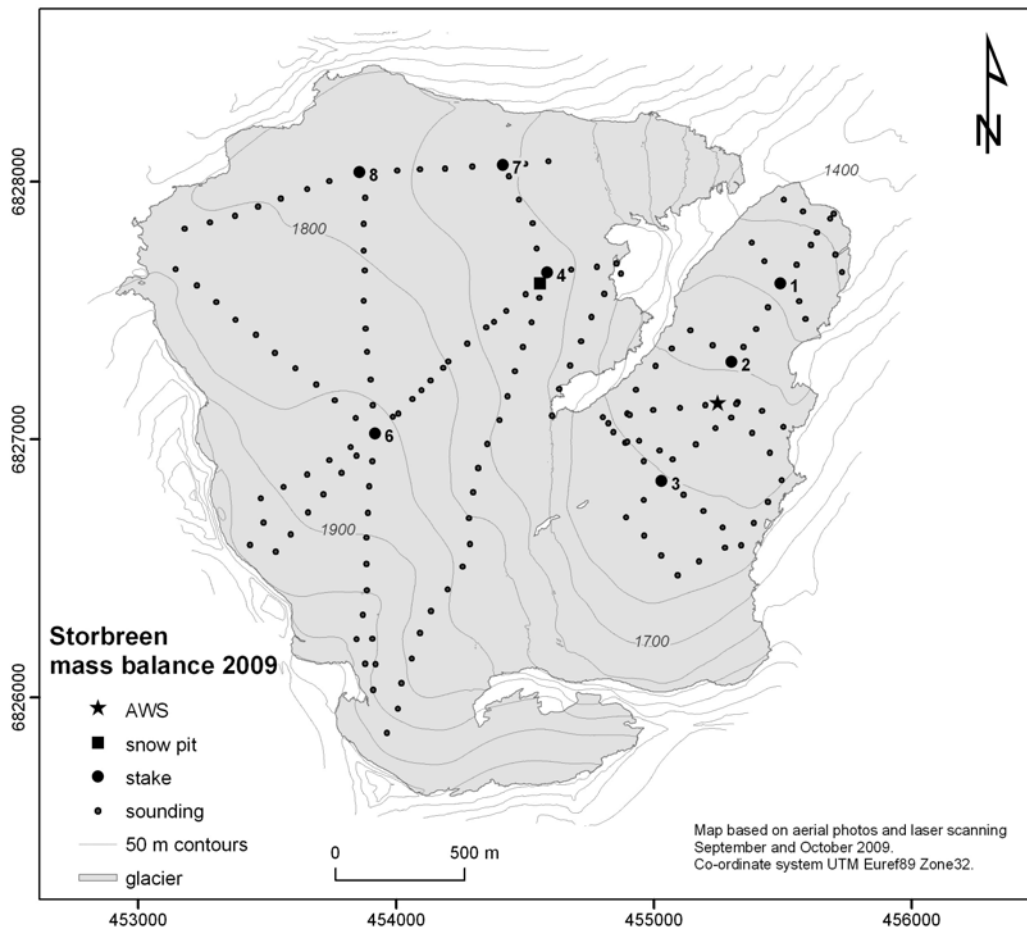 N
1400
6828000
8
7
1800
4
1
2
6827000
6
3
1900
1700
Storbreen
mass balance 2009
AWS
snow pit
stake
sounding
50 m contours
glacier
6826000
0 500 m
Map based on aerial photos and laser scanning
September and October 2009.
Co-ordinate system UTM Euref89 Zone32.
453000 454000 455000 456000